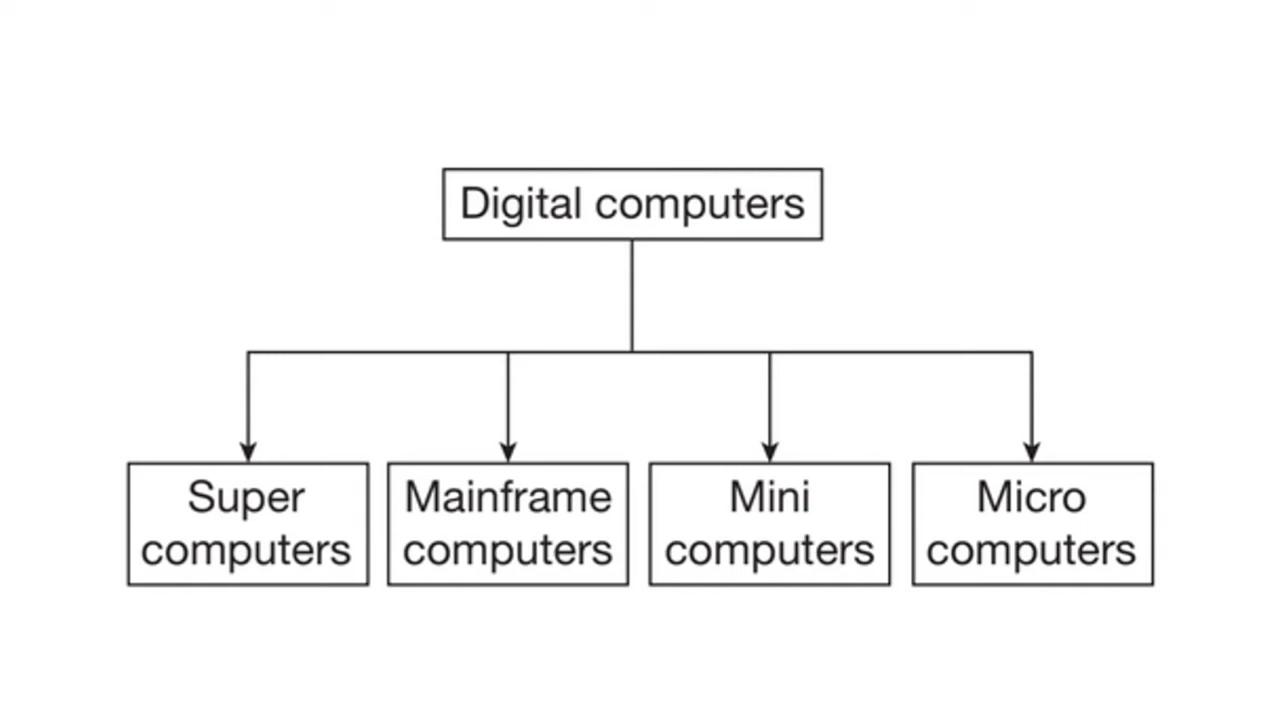 Digital computers
Super
computers
Mainframe
computers
Mini
computers
Micro
computers